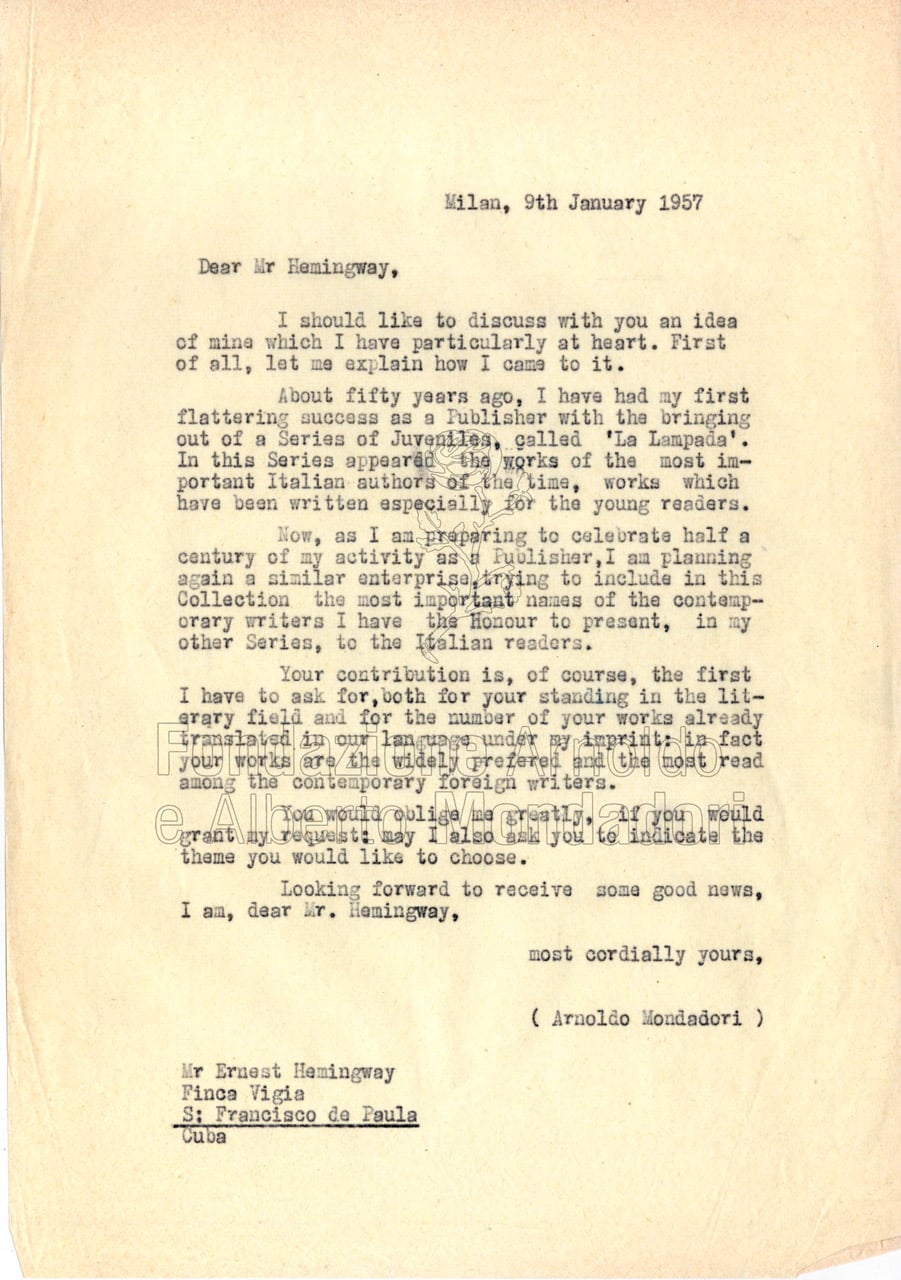 Milan, 9th January 1957
Dear Mr Hemingway,
I should like to discuss with you an idea
of mine which I have particularly at heart. First
of all, let me explain how I came to it.
About fifty years ago, I have had my first
flattering success as a Publisher with the bringing
out of a Series of Juveniles, called 'La Lampada'.
In this Series appeared the works of the most im-
portant Italian authors of the time, works which
have been written especially for the young readers.
Now, as I am preparing to celebrate half a
century of my activity as a Publisher, I am planning
again a similar enterprise, trying to include in this
Collection the most important names of the contemp-
orary writers I have the Honour to present, in my
other Series, to the Italian readers.
Your contribution is, of course, the first
I have to ask for, both for your standing in the lit-
erary field and for the number of your works already
translated in our language under my imprint: in fact
your works are the widely prefered and the most read
among the contemporary foreign writers.
You would oblige me greatly, if you would
grant my request: may I also ask you to indicate the
theme you would like to choose.
Looking forward to receive some good news,
I am, dear Mr. Hemingway,
most cordially yours,
( Arnoldo Mondadori )
Mr Ernest Hemingway
Finca Vigia
S: Francisco de Paula
Cuba
Fondazione Arnoldo
e Alberto Mondadori